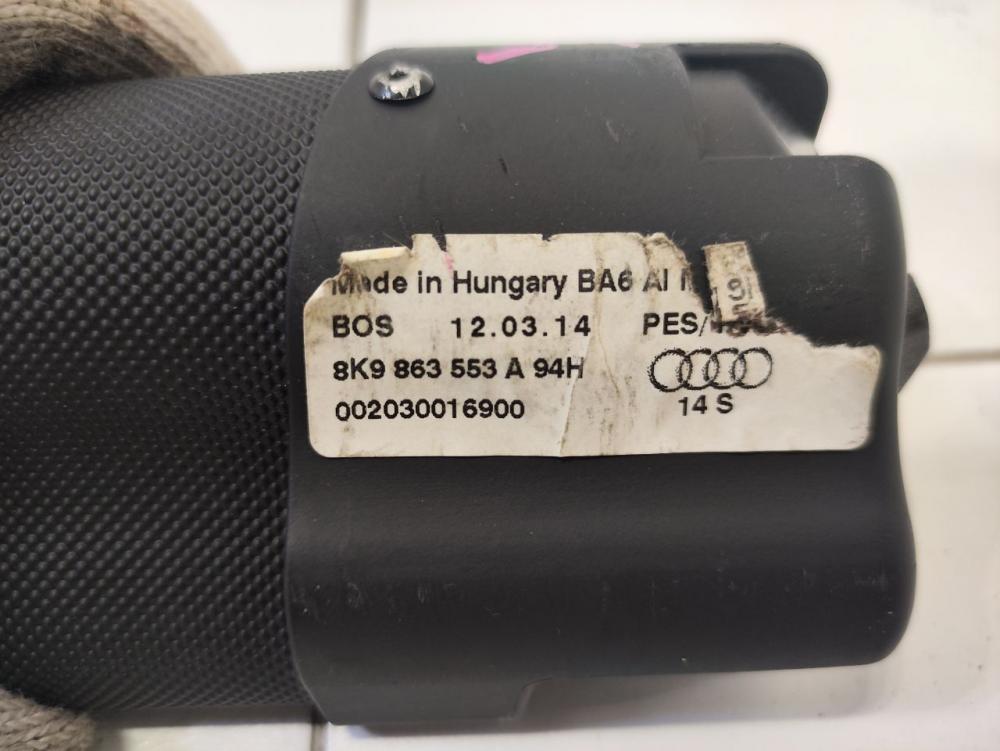 Made in Hungary BA6 AI
BOS 12.03.14 PES/
8K9 863 553 A 94H
002030016900
14 S